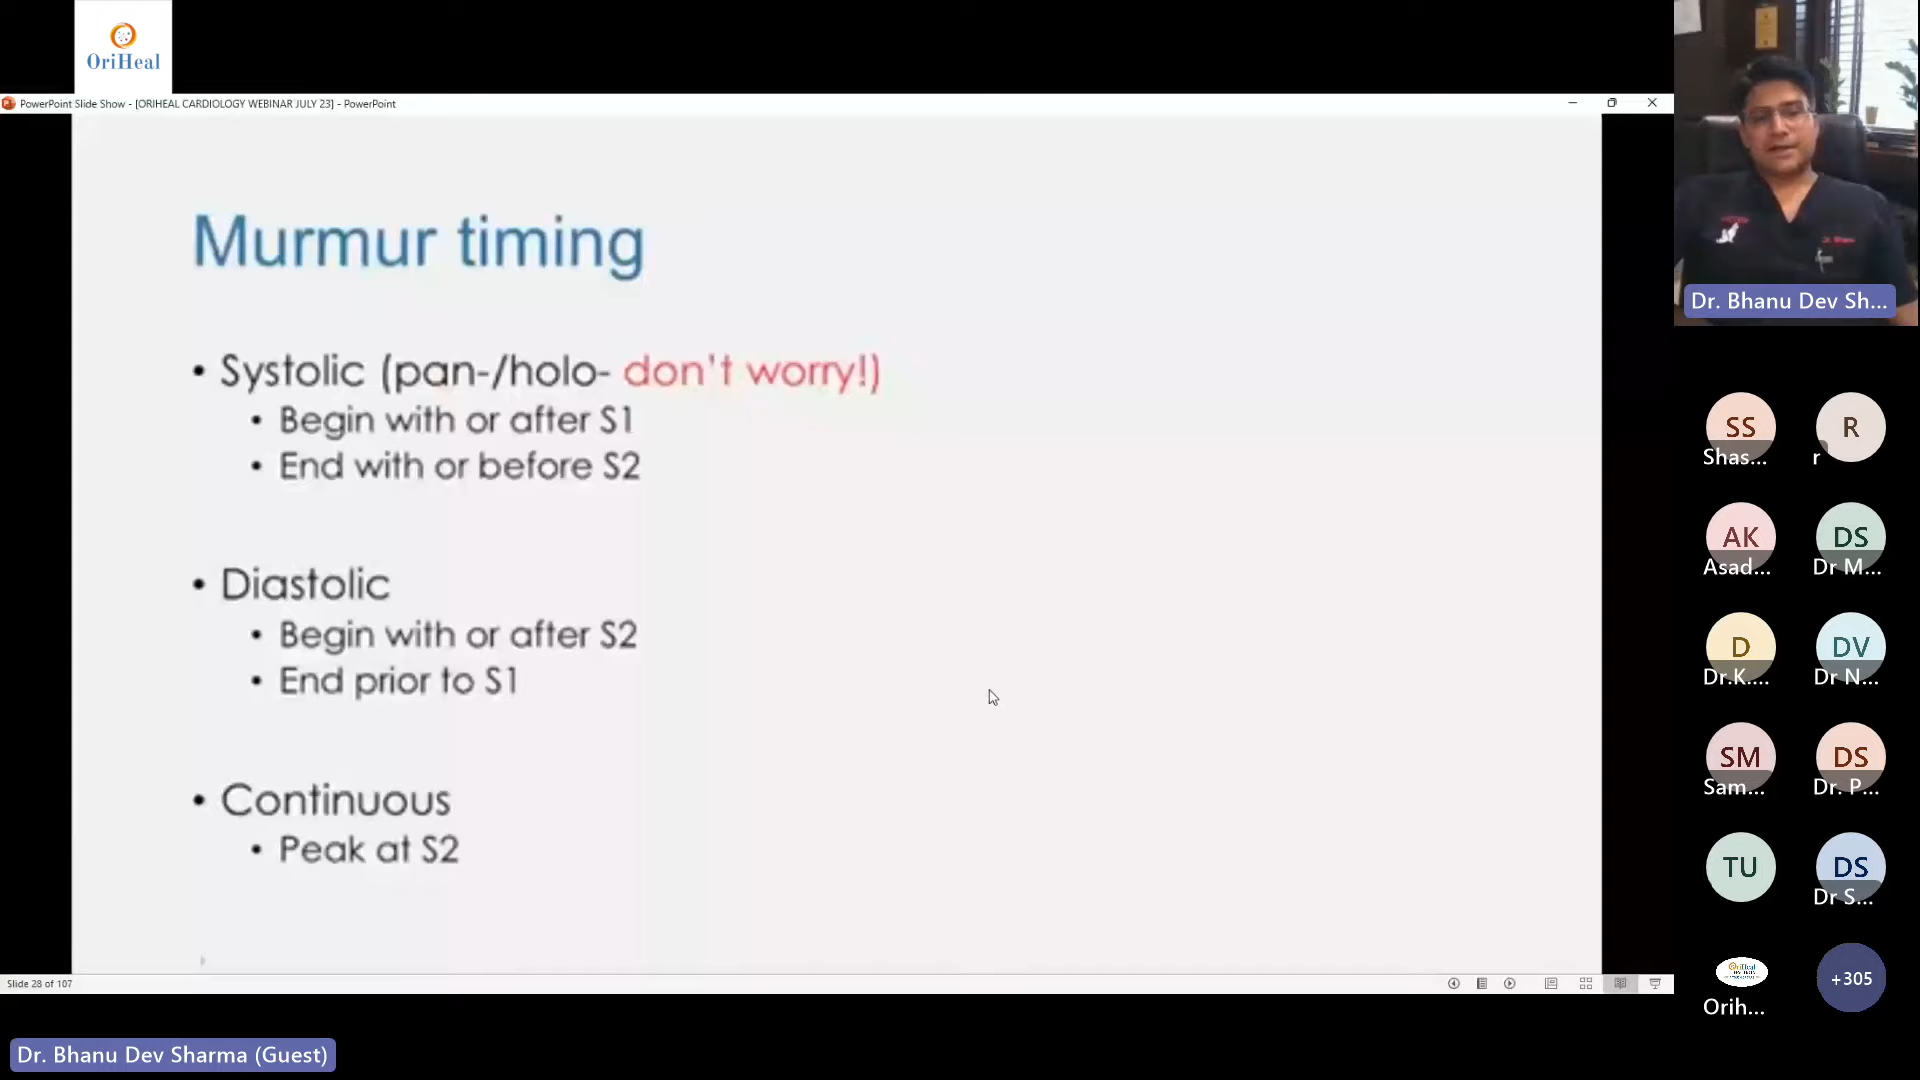 OriHeal
PowerPoint Slide Show - [ORIHEAL CARDIOLOGY WEBINAR JULY 23] - PowerPoint
Murmur timing
• Systolic (pan-/holo- don't worry!)
• Begin with or after S1
• End with or before S2
• Diastolic
• Begin with or after S2
• End prior to S1
• Continuous
• Peak at S2
Slide 28 of 107
Dr. Bhanu Dev Sharma (Guest)
Dr. Bhanu Dev Sh...
SS
Shas...
R
r
AK
Asad...
DS
Dr M...
D
Dr.K....
DV
Dr N...
SM
Sam...
DS
Dr. P...
TU
DS
Dr S...
OriHeal
Orih...
+305